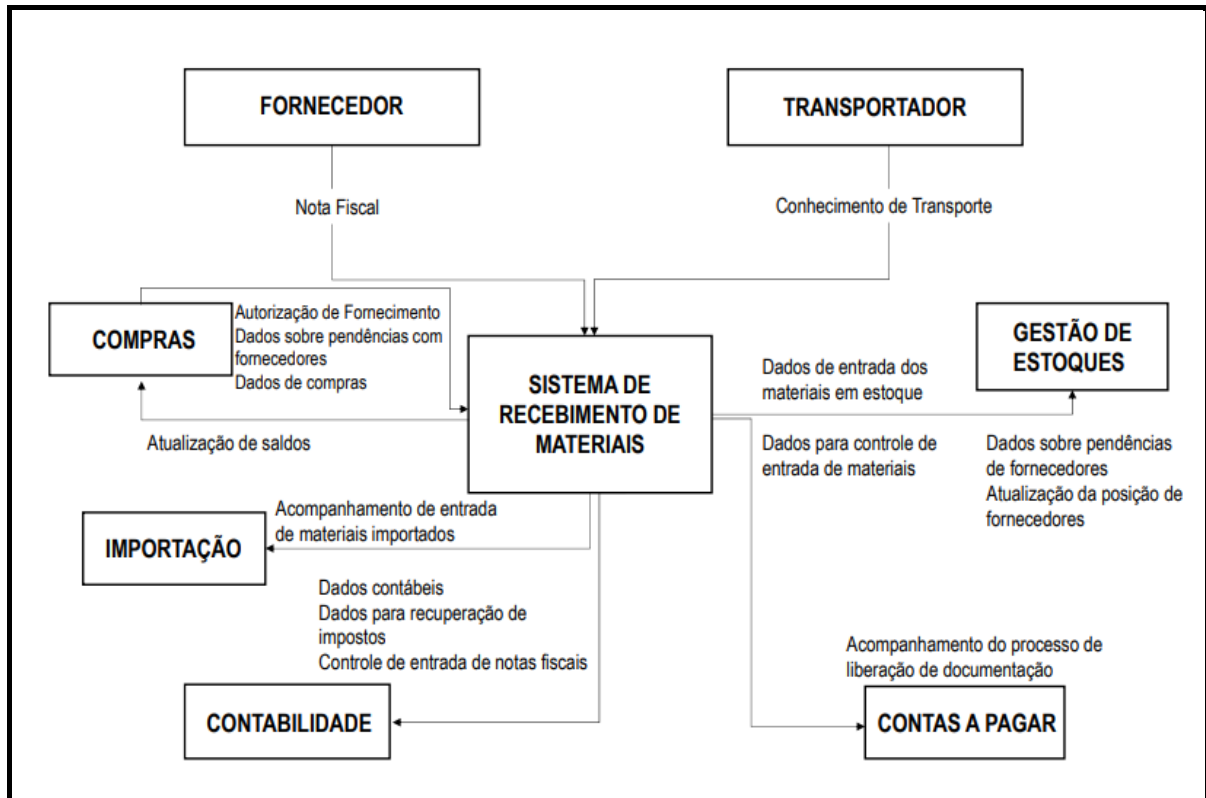 FORNECEDOR
TRANSPORTADOR
Nota Fiscal
Conhecimento de Transporte
COMPRAS
Autorização de Fornecimento
Dados sobre pendências com
fornecedores
Dados de compras
Atualização de saldos
SISTEMA DE
RECEBIMENTO DE
MATERIAIS
GESTÃO DE
ESTOQUES
Dados de entrada dos
materiais em estoque
Dados para controle de
entrada de materiais
Dados sobre pendências
de fornecedores
Atualização da posição de
fornecedores
Acompanhamento de entrada
de materiais importados
IMPORTAÇÃO
Dados contábeis
Dados para recuperação de
impostos
Controle de entrada de notas fiscais
CONTABILIDADE
Acompanhamento do processo de
liberação de documentação
CONTAS A PAGAR